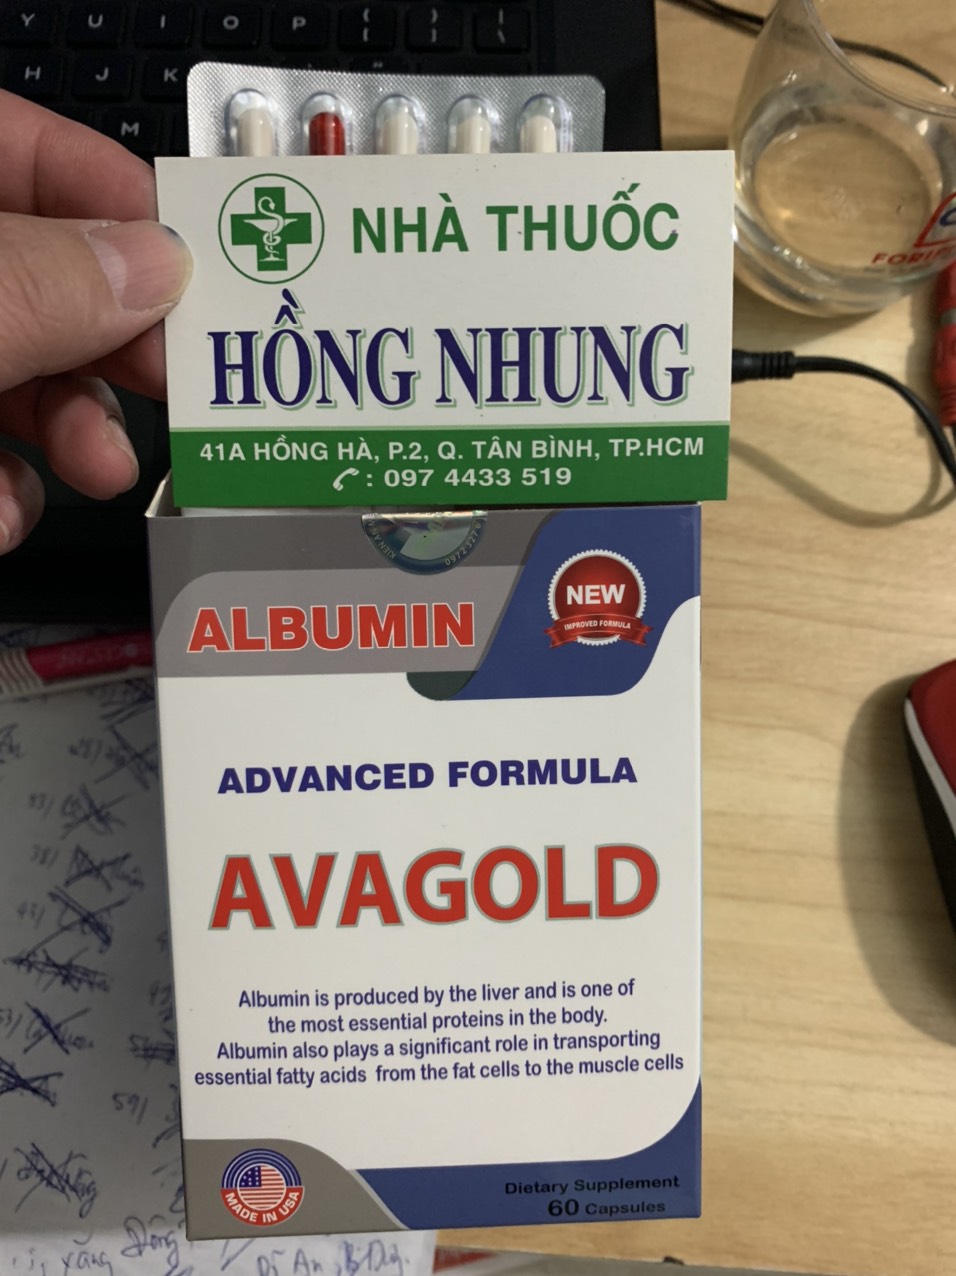 Y U I O P
H J K
M
NHÀ THUỐC
HỒNG NHUNG
41A HỒNG HÀ, P.2, Q. TÂN BÌNH, TP.HCM
: 097 4433 519
ALBUMIN
NEW
IMPROVED FORMULA
ADVANCED FORMULA
AVAGOLD
Albumin is produced by the liver and is one of
the most essential proteins in the body.
Albumin also plays a significant role in transporting
essential fatty acids from the fat cells to the muscle cells
MADE IN USA
Dietary Supplement
60 Capsules